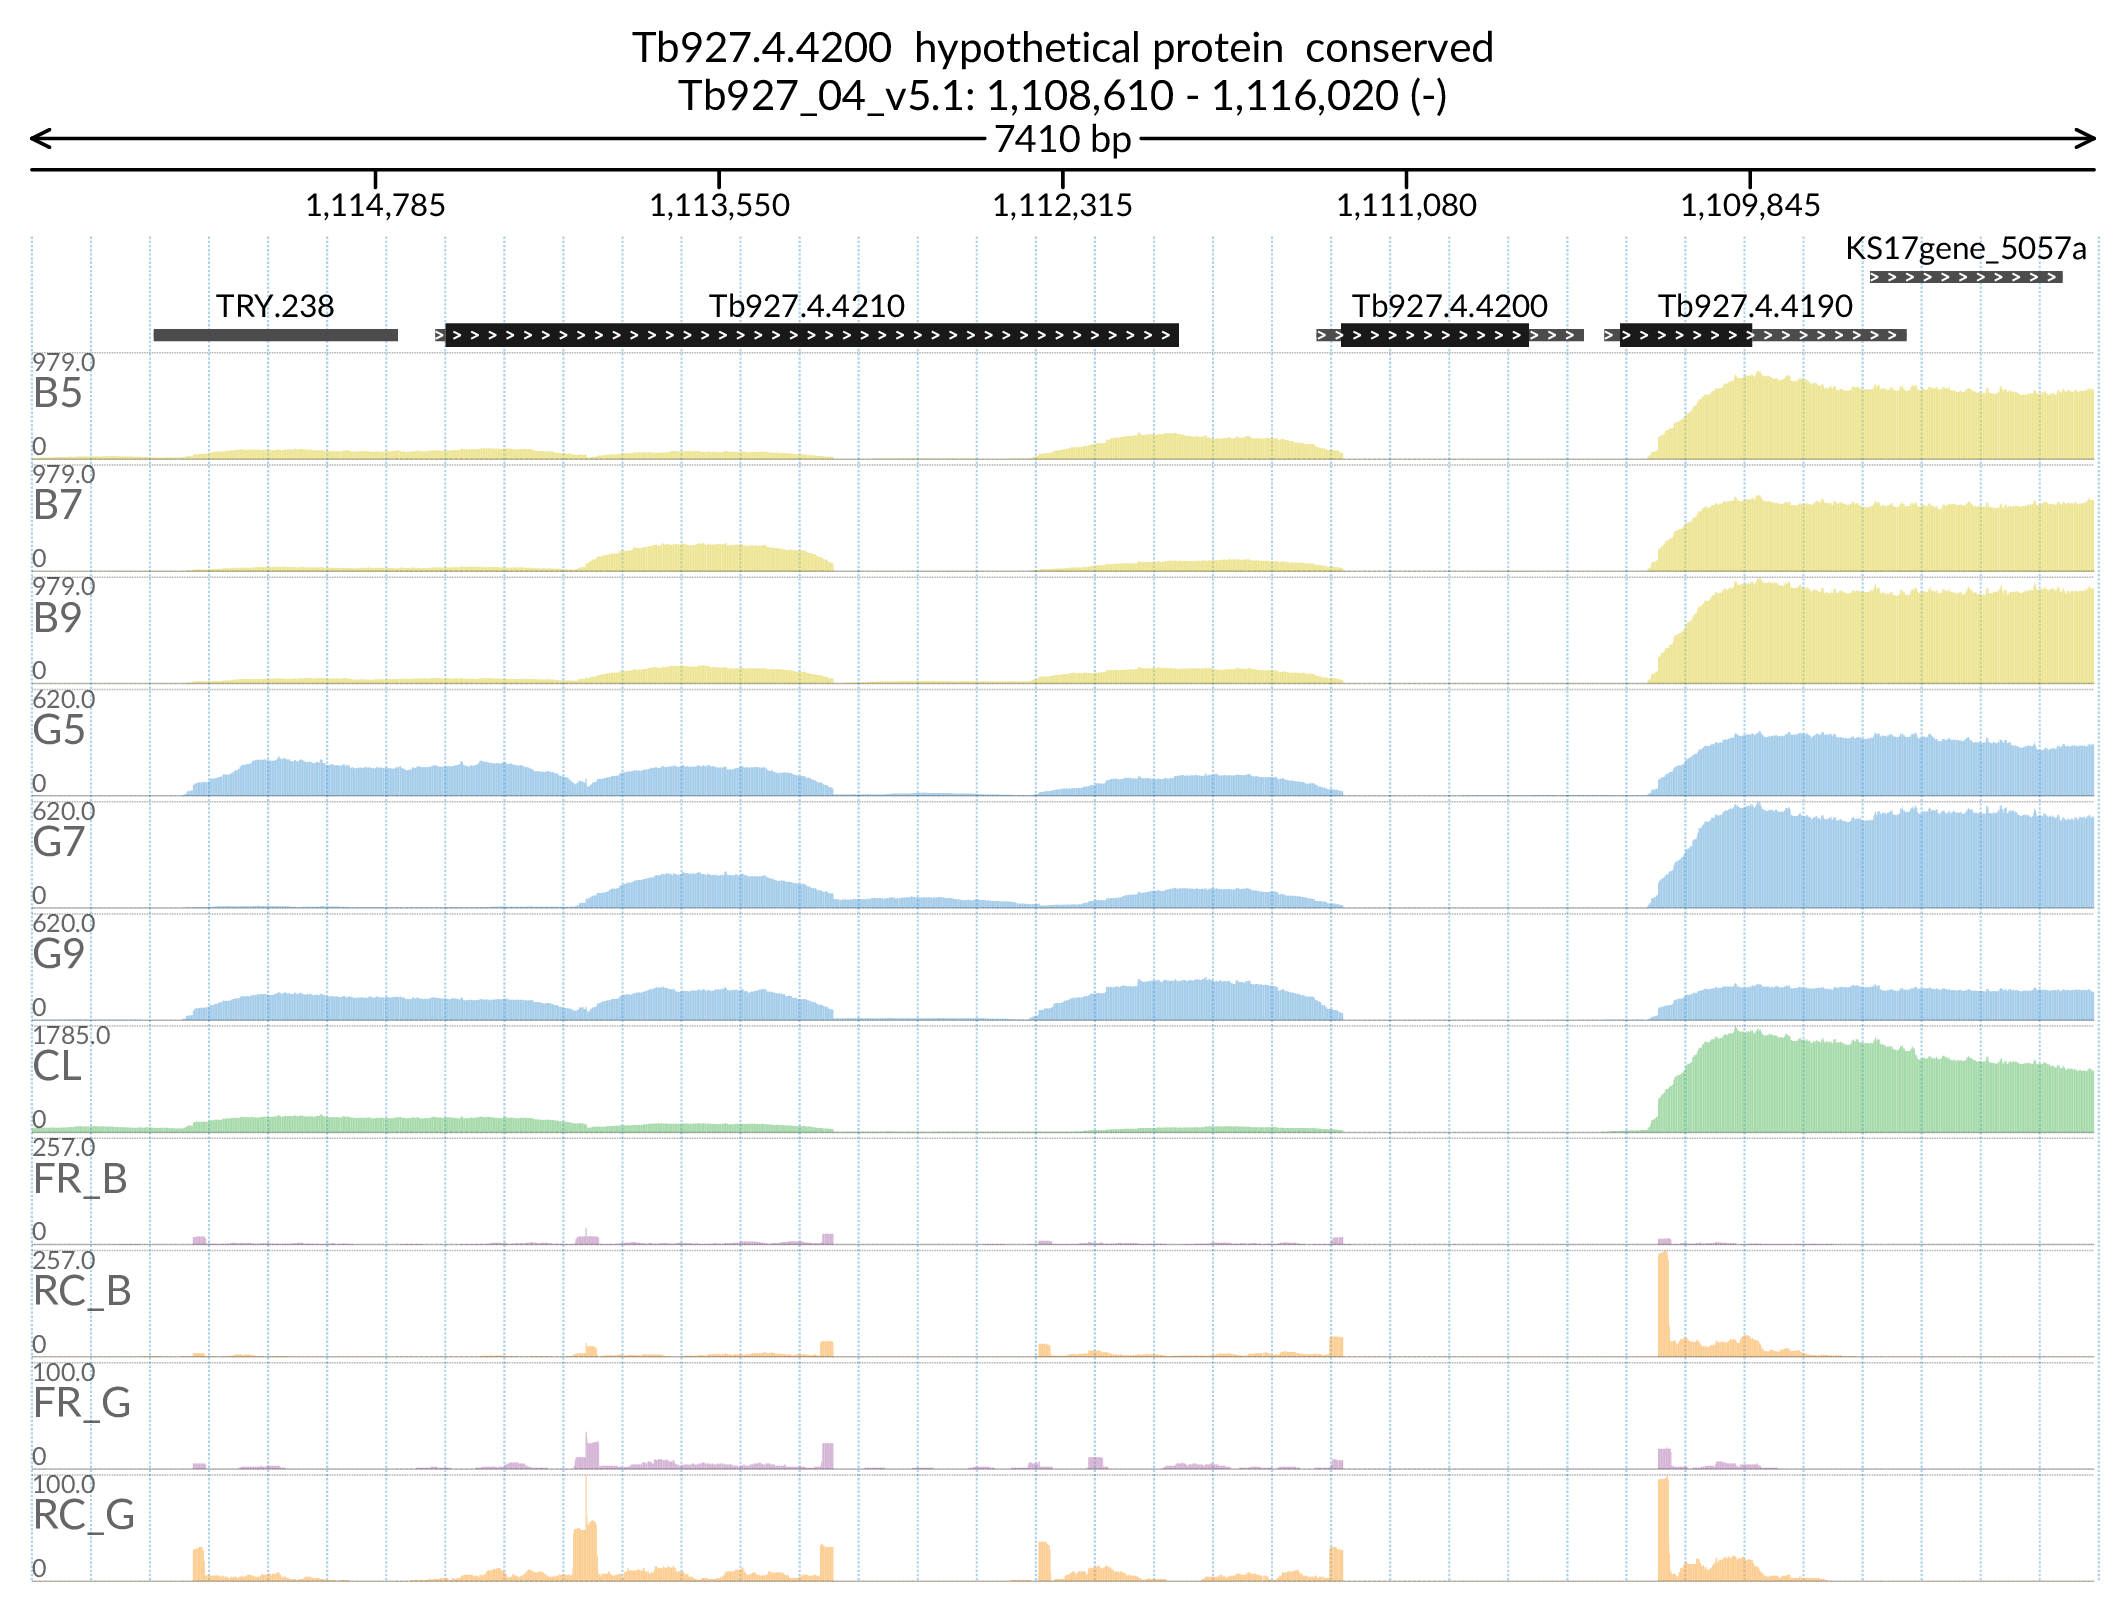 Tb927.4.4200  hypothetical protein  conserved
Tb927_04_v5.1: 1,108,610 - 1,116,020 (-)
7410 bp
1,114,785 1,113,550 1,112,315 1,111,080 1,109,845
KS17gene_5057a
TRY.238 Tb927.4.4210 Tb927.4.4200 Tb927.4.4190
979.0
B5
0
979.0
B7
0
979.0
B9
0
620.0
G5
0
620.0
G7
0
620.0
G9
0
1785.0
CL
0
257.0
FR_B
0
257.0
RC_B
0
100.0
FR_G
0
100.0
RC_G
0